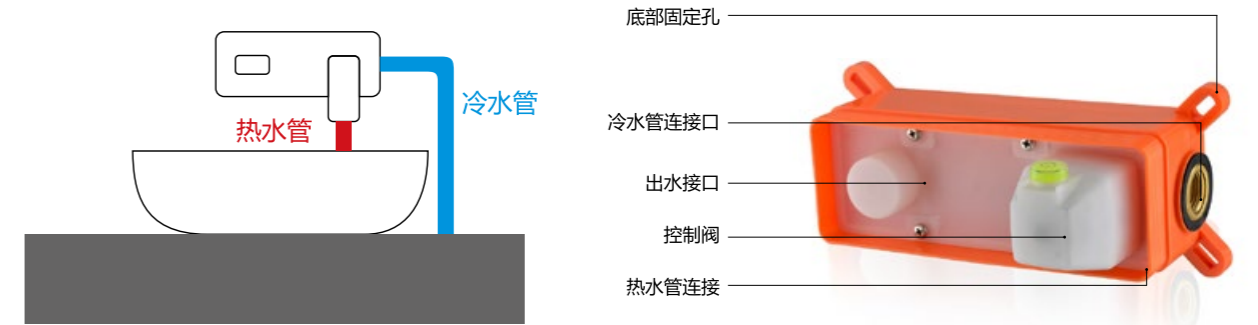 热水管
冷水管
底部固定孔
冷水管连接口
出水接口
控制阀
热水管连接